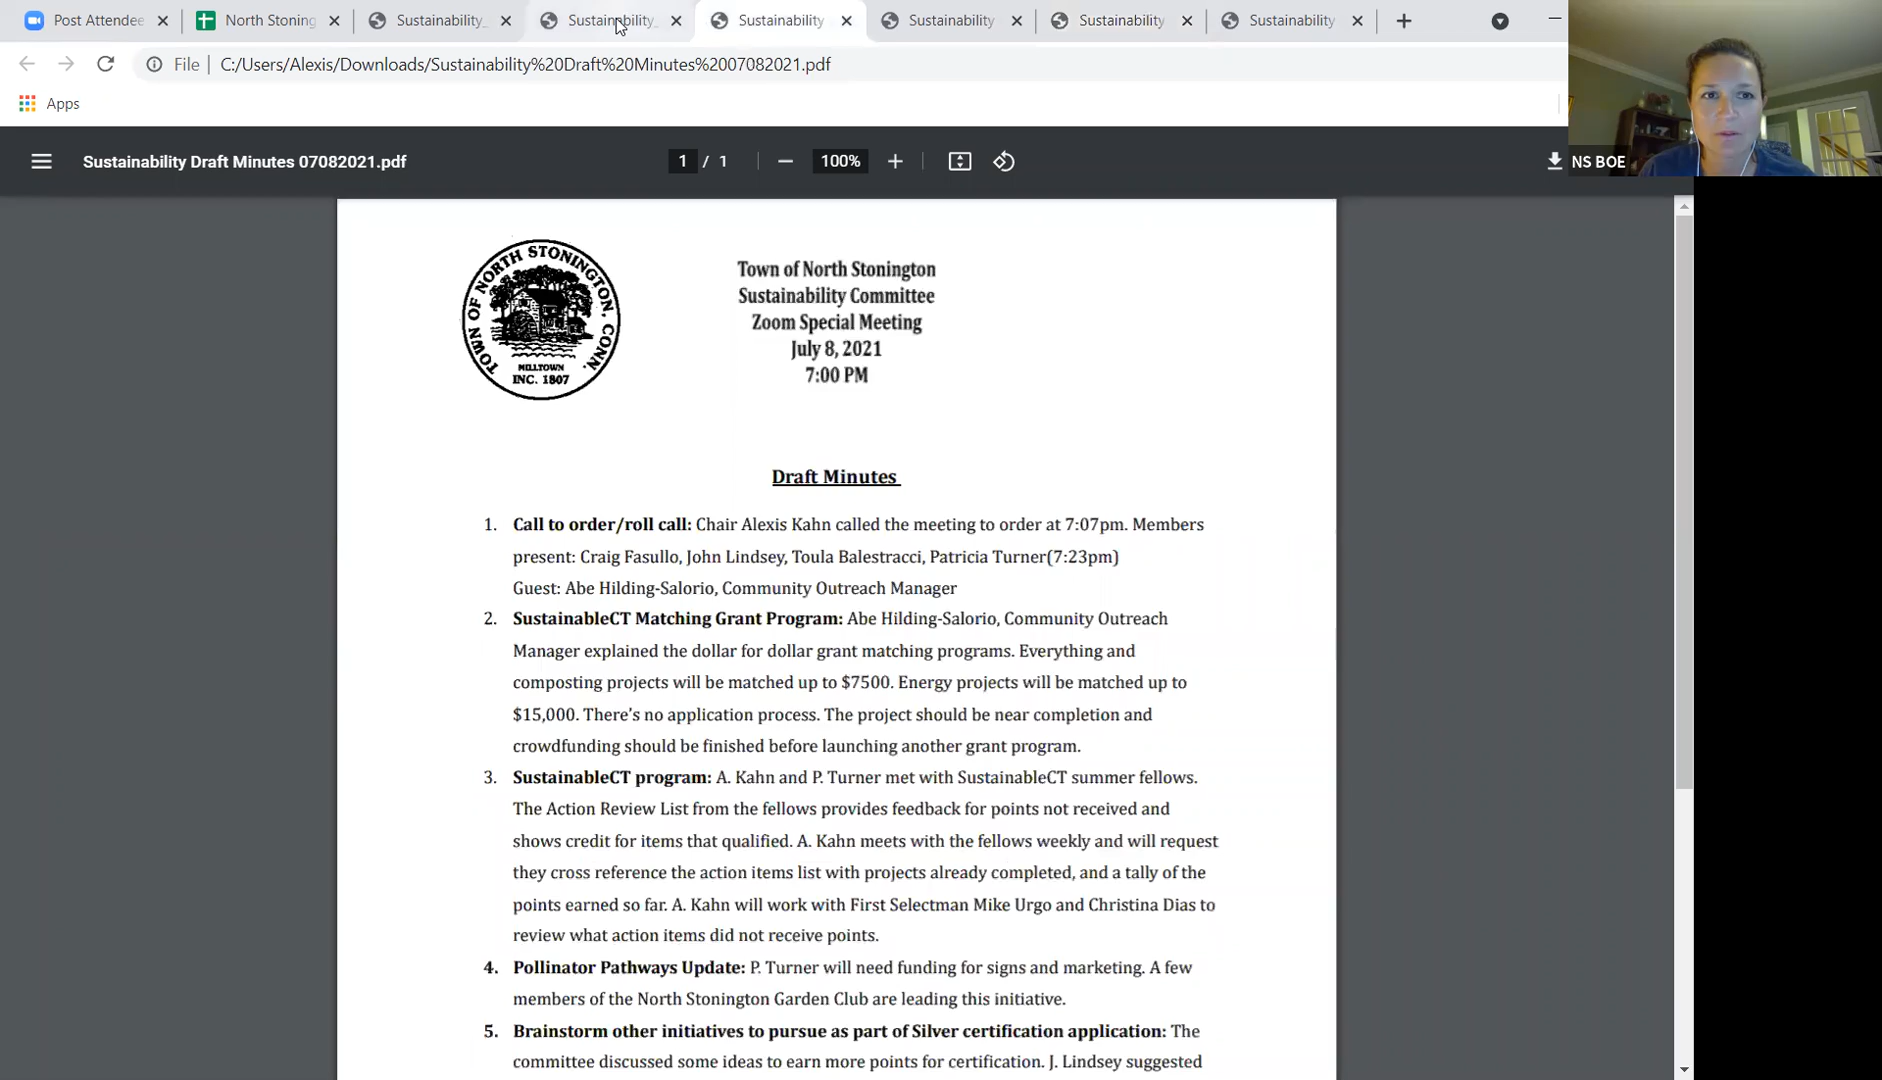 Post Attendee
North Stoning
Sustainability_
Sustainability_
Sustainability
Sustainability
Sustainability
Sustainability
File
C:/Users/Alexis/Downloads/Sustainability%20Draft%20Minutes%2007082021.pdf
Apps
Sustainability Draft Minutes 07082021.pdf
1 / 1
100%
NS BOE
TOWN OF NORTH STONINGTON, CONN.
MILLTOWN
INC. 1807
Town of North Stonington
Sustainability Committee
Zoom Special Meeting
July 8, 2021
7:00 PM
Draft Minutes
1. Call to order/roll call: Chair Alexis Kahn called the meeting to order at 7:07pm. Members
present: Craig Fasullo, John Lindsey, Toula Balestracci, Patricia Turner(7:23pm)
Guest: Abe Hilding-Salorio, Community Outreach Manager
2. SustainableCT Matching Grant Program: Abe Hilding-Salorio, Community Outreach
Manager explained the dollar for dollar grant matching programs. Everything and
composting projects will be matched up to $7500. Energy projects will be matched up to
$15,000. There's no application process. The project should be near completion and
crowdfunding should be finished before launching another grant program.
3. SustainableCT program: A. Kahn and P. Turner met with SustainableCT summer fellows.
The Action Review List from the fellows provides feedback for points not received and
shows credit for items that qualified. A. Kahn meets with the fellows weekly and will request
they cross reference the action items list with projects already completed, and a tally of the
points earned so far. A. Kahn will work with First Selectman Mike Urgo and Christina Dias to
review what action items did not receive points.
4. Pollinator Pathways Update: P. Turner will need funding for signs and marketing. A few
members of the North Stonington Garden Club are leading this initiative.
5. Brainstorm other initiatives to pursue as part of Silver certification application: The
committee discussed some ideas to earn more points for certification. J. Lindsey suggested